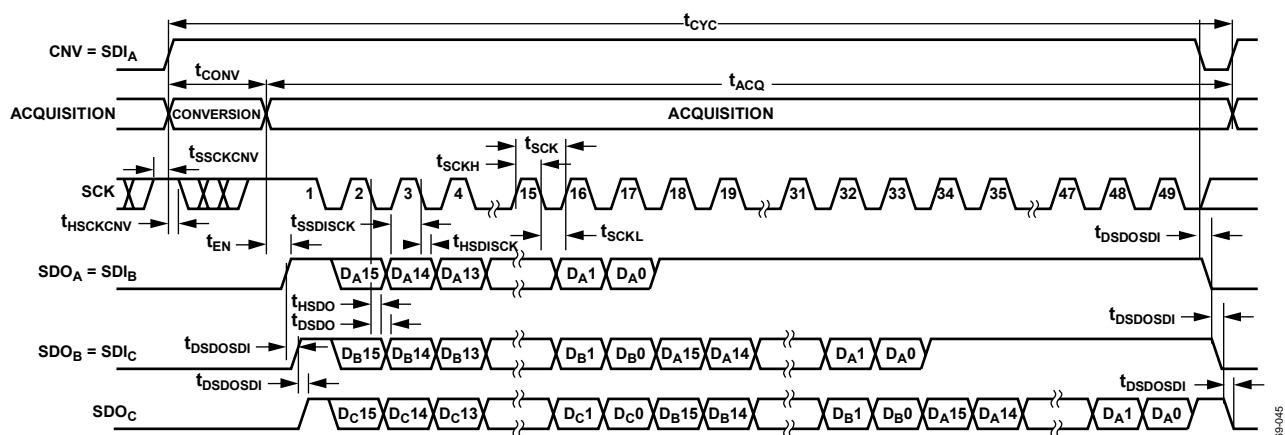 tCYC
CNV = SDIA
tCONV
tACQ
ACQUISITION CONVERSION ACQUISITION
tSSCKCNV
tSCK
tSCKH
SCK 1 2 3 4 15 16 17 18 19 31 32 33 34 35 47 48 49
tHSCKCNV
tSSDISCK
tHSDISCK
tSCKL
tEN
tDSDOSDI
SDOA = SDIB DA15 DA14 DA13 DA1 DA0
tHSDO
tDSDO
tDSDOSDI
tDSDOSDI
SDOB = SDIC DB15 DB14 DB13 DB1 DB0 DA15 DA14 DA1 DA0
tDSDOSDI
tDSDOSDI
SDOC DC15 DC14 DC13 DC1 DC0 DB15 DB14 DB1 DB0 DA15 DA14 DA1 DA0